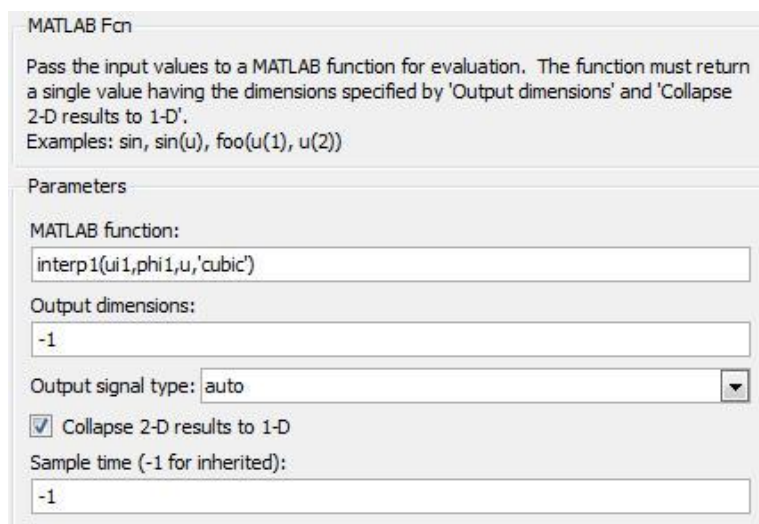 MATLAB Fcn
Pass the input values to a MATLAB function for evaluation. The function must return
a single value having the dimensions specified by 'Output dimensions' and 'Collapse
2-D results to 1-D'.
Examples: sin, sin(u), foo(u(1), u(2))
Parameters
MATLAB function:
interp1(ui1,phi1,u,'cubic')
Output dimensions:
-1
Output signal type: auto
Collapse 2-D results to 1-D
Sample time (-1 for inherited):
-1